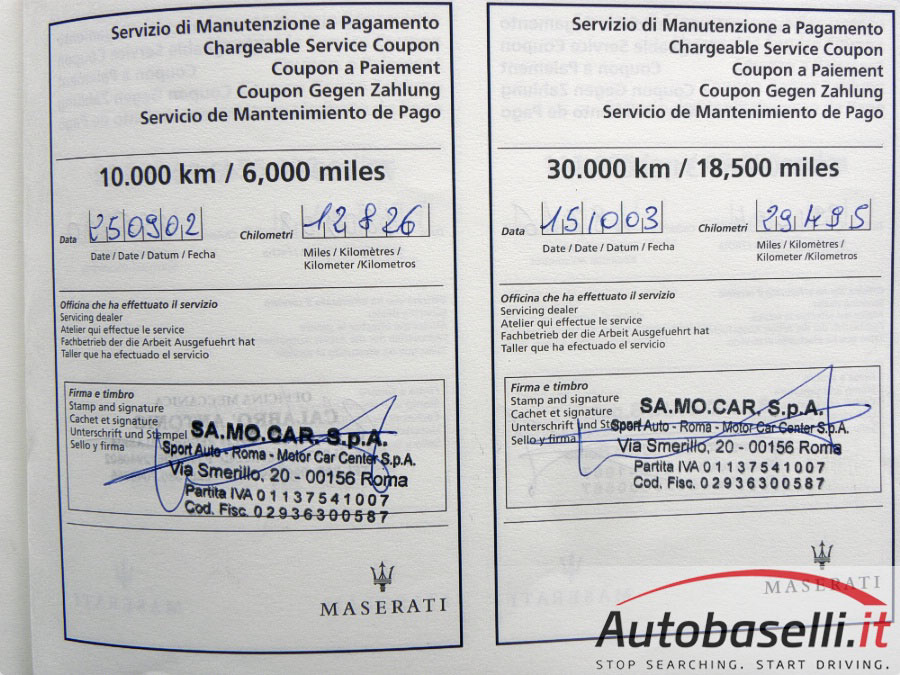 Servizio di Manutenzione a Pagamento
Chargeable Service Coupon
Coupon a Paiement
Coupon Gegen Zahlung
Servicio de Mantenimiento de Pago
10.000 km / 6,000 miles
Data 250902 Chilometri 12826
Date / Date / Datum / Fecha
Miles / Kilomètres /
Kilometer /Kilometros
Officina che ha effettuato il servizio
Servicing dealer
Atelier qui effectue le service
Fachbetrieb der die Arbeit Ausgefuehrt hat
Taller que ha efectuado el servicio
Firma e timbro
Stamp and signature
Cachet et signature
Unterschrift und Stempel
Sello y firma
SA.MO.CAR. S.p.A.
Sport Auto - Roma - Motor Car Center S.p.A.
Via Smerillo, 20 - 00156 Roma
Partita IVA 01137541007
Cod. Fisc. 02936300587
MASERATI
Servizio di Manutenzione a Pagamento
Chargeable Service Coupon
Coupon a Paiement
Coupon Gegen Zahlung
Servicio de Mantenimiento de Pago
30.000 km / 18,500 miles
Data 151003 Chilometri 29495
Date / Date / Datum / Fecha
Miles / Kilomètres /
Kilometer /Kilometros
Officina che ha effettuato il servizio
Servicing dealer
Atelier qui effectue le service
Fachbetrieb der die Arbeit Ausgefuehrt hat
Taller que ha efectuado el servicio
Firma e timbro
Stamp and signature
Cachet et signature
Unterschrift und
Sello y firma
SA.MO.CAR. S.p.A.
Sport Auto - Roma - Motor Car Center S.p.A.
Via Smerillo, 20 - 00156 Roma
Partita IVA 01137541007
Cod. Fisc. 02936300587
MASERATI
Autobaselli.it
STOP SEARCHING. START DRIVING.